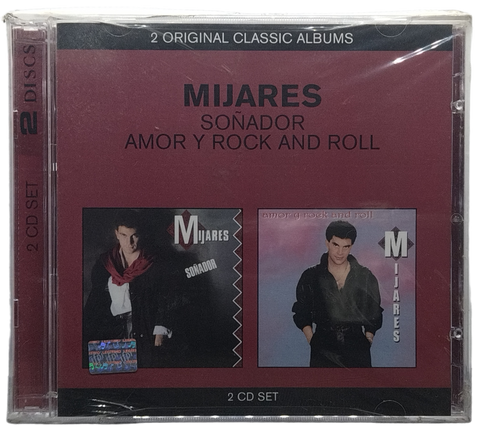 2 ORIGINAL CLASSIC ALBUMS
MIJARES
SOÑADOR
AMOR Y ROCK AND ROLL
2 DISCS
2 CD SET
MIJARES
SOÑADOR
amor y rock and roll
MIJARES
2 CD SET